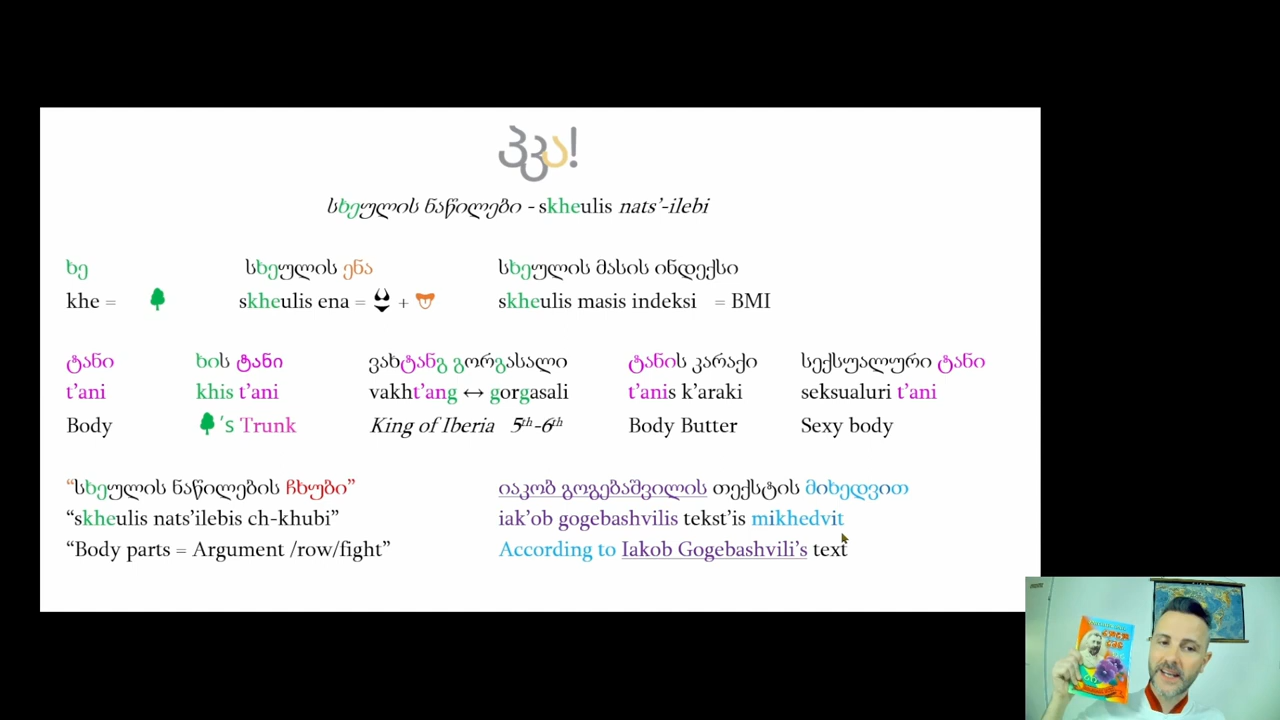 ჰჰა!
სხეულის ნაწილები - skheulis nats’-ilebi
ხე სხეულის ენა სხეულის მასის ინდექსი
khe = skheulis ena = + skheulis masis indeksi = BMI
ტანი ხის ტანი ვახტანგ გორგასალი ტანის კარაქი სექსუალური ტანი
t’ani khis t’ani vakht’ang ↔ gorgasali t’anis k’araki seksualuri t’ani
Body ’s Trunk King of Iberia 5th-6th Body Butter Sexy body
“სხეულის ნაწილების ჩხუბი” იაკობ გოგებაშვილის თექსტის მიხედვით
“skheulis nats’ilebis ch-khubi” iak’ob gogebashvilis tekst’is mikhedvit
“Body parts = Argument /row/fight” According to Iakob Gogebashvili’s text